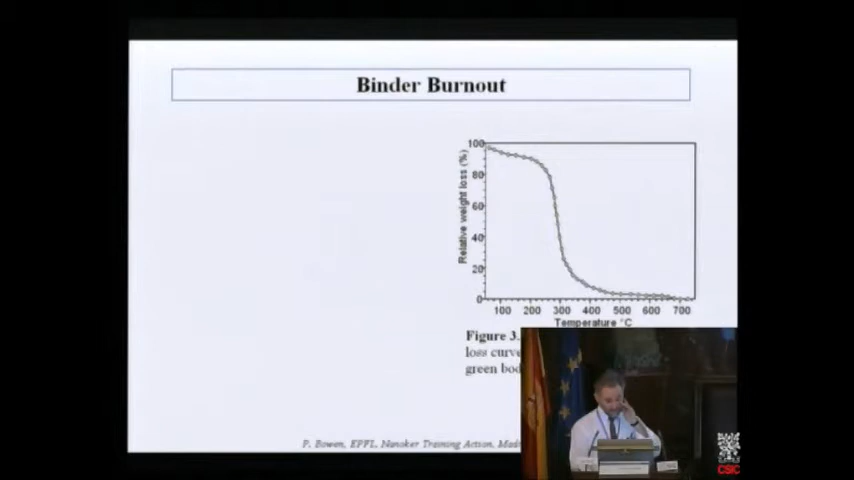 Binder Burnout
100
80
60
40
20
0
Relative weight loss (%)
100 200 300 400 500 600 700
Temperature °C
Figure 3.
loss curve
green bod
P. Bowen, EPFL, Nanoker Training Action, Mad
CSIC